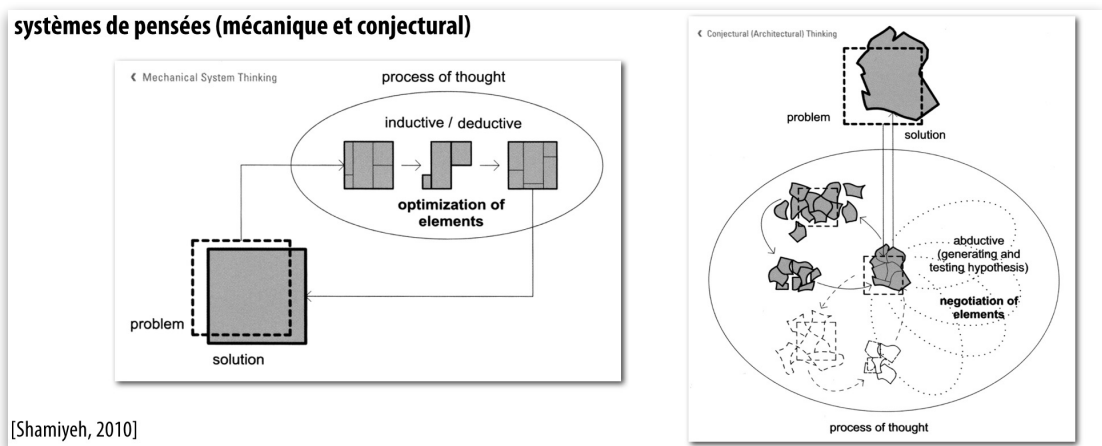 systèmes de pensées (mécanique et conjectural)
❮ Mechanical System Thinking
process of thought
inductive / deductive
optimization of
elements
problem
solution
❮ Conjectural (Architectural) Thinking
problem
solution
abductive
(generating and
testing hypothesis)
negotiation of
elements
process of thought
[Shamiyeh, 2010]